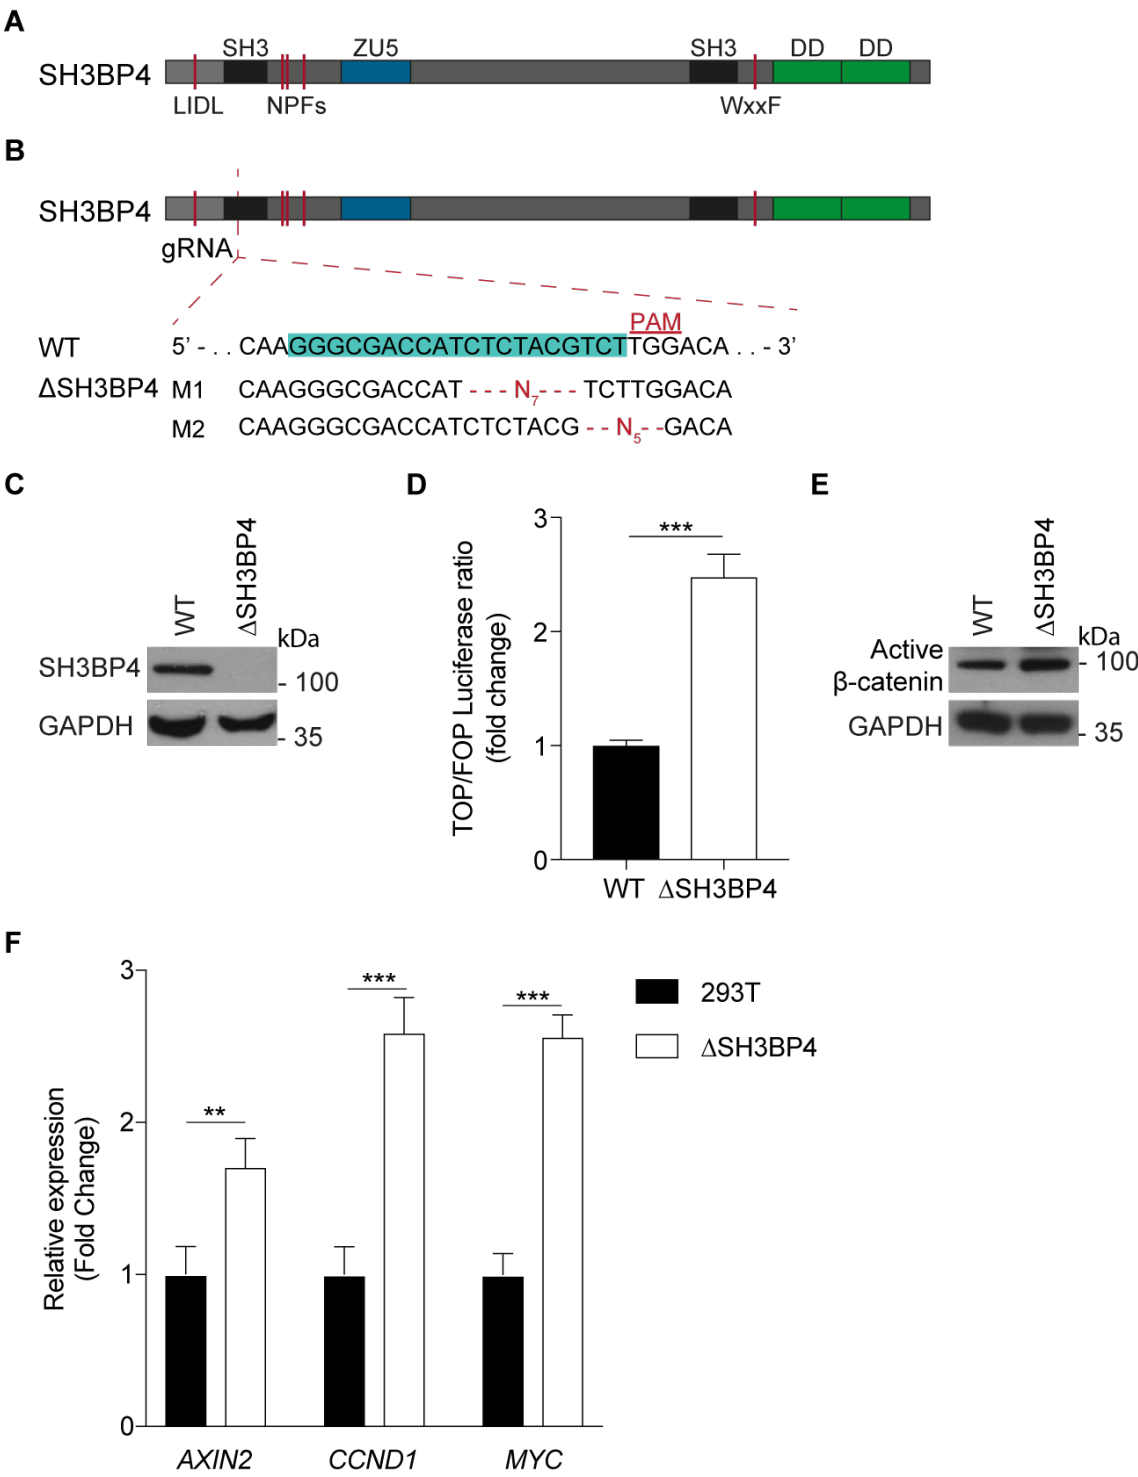 A
SH3 ZU5 SH3 DD DD
SH3BP4
LIDL NPFs WxxF
B
SH3BP4
gRNA
PAM
WT 5’ - . . CAAGGGCGACCATCTCTACGTCTTGGACA . . - 3’
ΔSH3BP4 M1 CAAGGGCGACCAT - - - - N7 - - - - TCTTGGACA
M2 CAAGGGCGACCATCTCTACG - - N5 - - GACA
C
WT
ΔSH3BP4
kDa
SH3BP4
- 100
GAPDH
- 35
D
TOP/FOP Luciferase ratio
(fold change)
3
2
1
0
***
WT ΔSH3BP4
E
WT
ΔSH3BP4
kDa
Active
β-catenin
- 100
GAPDH
- 35
F
Relative expression
(Fold Change)
3
2
1
0
**
***
***
AXIN2 CCND1 MYC
293T
ΔSH3BP4